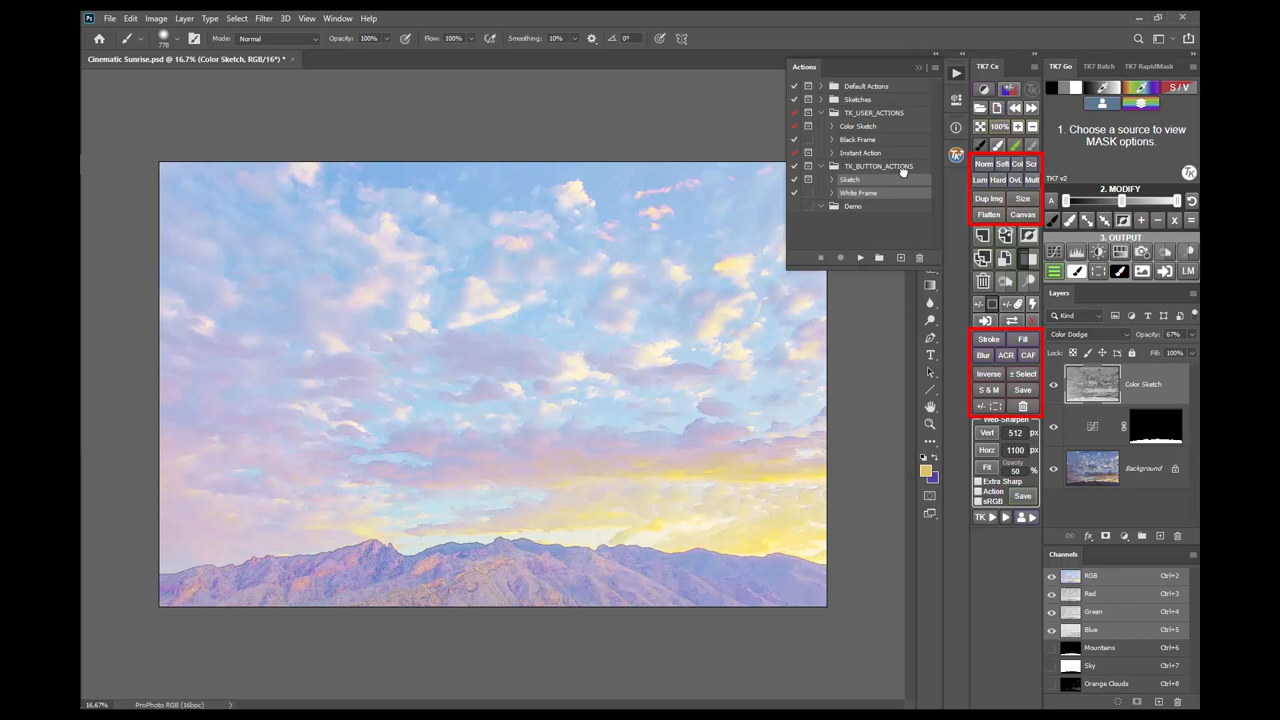 Ps File Edit Image Layer Type Select Filter 3D View Window Help
778 Mode: Normal Opacity: 100% Flow: 100% Smoothing: 10% 0°
Cinematic Sunrise.psd @ 16.7% (Color Sketch, RGB/16*) * ×
Actions
Default Actions
Sketches
TK_USER_ACTIONS
Color Sketch
Black Frame
Instant Action
TK_BUTTON_ACTIONS
Sketch
White Frame
Demo
TK7 Cx
100%
Norm Soft Col Scr
Lum Hard Ovl. Mult
Dup Img Size
Flatten Canvas
+/- +/-
Stroke Fill
Blur ACR CAF
Inverse ± Select
S & M Save
+/-
Web-Sharpen
Vert 512 px
Horz 1100 px
Opacity
Fit 50 %
Extra Sharp
Action
sRGB
Save
TK
TK7 Go TK7 Batch TK7 RapidMask
S / V
1. Choose a source to view
MASK options.
TK7 v2
TK
2. MODIFY
A
+ − x =
3. OUTPUT
LM
Layers
Kind
Color Dodge Opacity: 67%
Lock: Fill: 100%
Color Sketch
Background
Channels
RGB Ctrl+2
Red Ctrl+3
Green Ctrl+4
Blue Ctrl+5
Mountains Ctrl+6
Sky Ctrl+7
Orange Clouds Ctrl+8
16.67% ProPhoto RGB (16bpc)